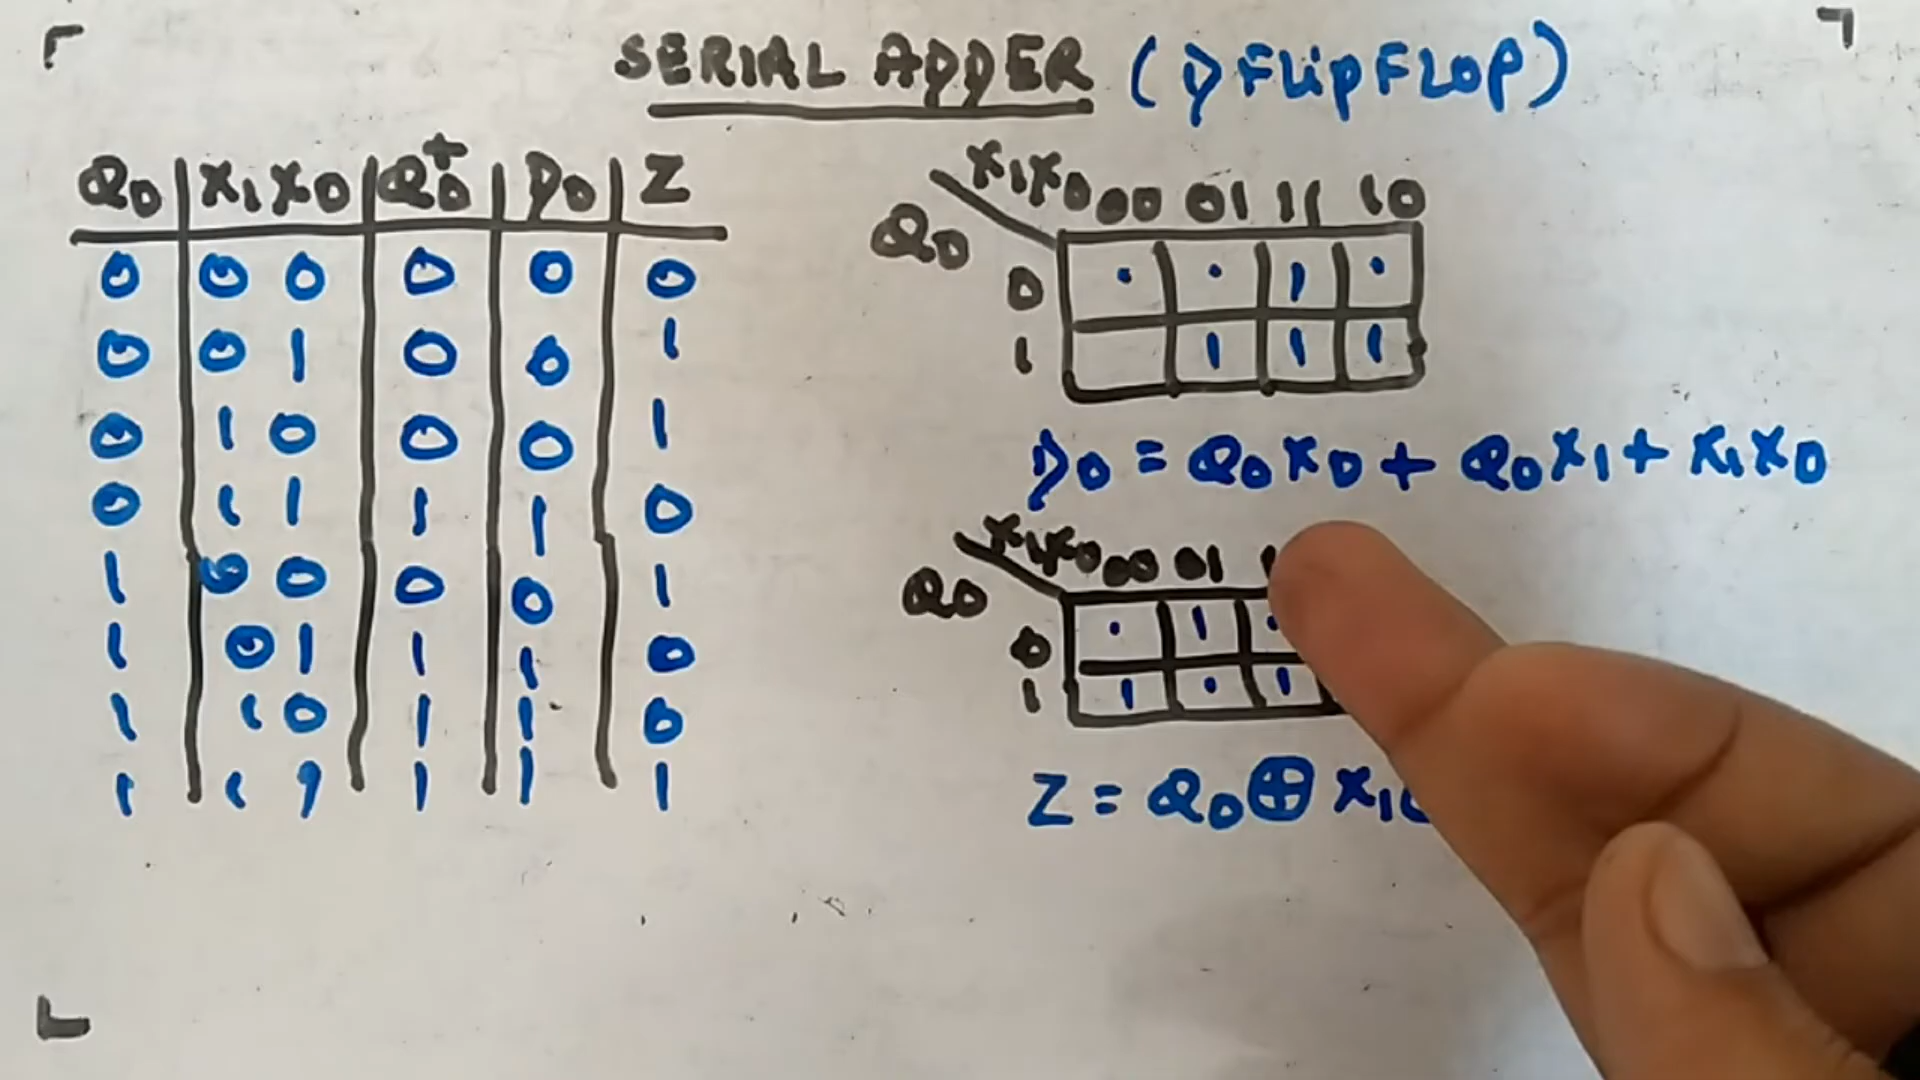 SERIAL ADDER (D FLIP FLOP)
Q0 X1 X0 Q0+ D0 Z
0 0 0 0 0 0
0 0 1 0 0 1
0 1 0 0 0 1
0 1 1 1 1 0
1 0 0 0 0 1
1 0 1 1 1 0
1 1 0 1 1 0
1 1 1 1 1 1
X1X0 00 01 11 10
Q0
0 · · 1 ·
1 1 1 1
D0 = Q0X0 + Q0X1 + X1X0
X1X0 00 01 1
Q0
0 · 1 ·
1 1 · 1
Z = Q0 ⊕ X1